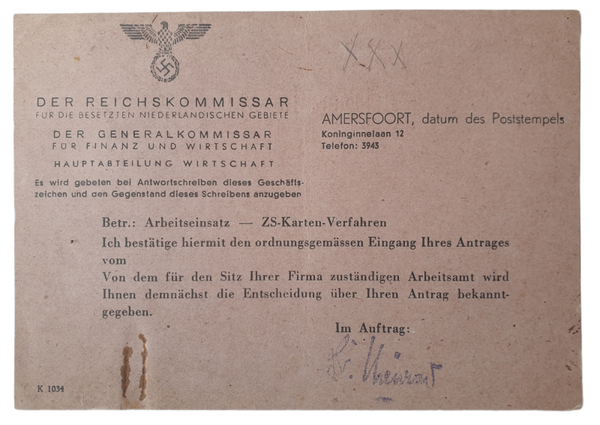 XXX
DER REICHSKOMMISSAR
FÜR DIE BESETZTEN NIEDERLÄNDISCHEN GEBIETE
DER GENERALKOMMISSAR
FÜR FINANZ UND WIRTSCHAFT
HAUPTABTEILUNG WIRTSCHAFT
Es wird gebeten bei Antwortschreiben dieses Geschäfts-
zeichen und den Gegenstand dieses Schreibens anzugeben
AMERSFOORT, datum des Poststempels
Koninginnelaan 12
Telefon: 3943
Betr.: Arbeitseinsatz — ZS-Karten-Verfahren
Ich bestätige hiermit den ordnungsgemässen Eingang Ihres Antrages
vom
Von dem für den Sitz Ihrer Firma zuständigen Arbeitsamt wird
Ihnen demnächst die Entscheidung über Ihren Antrag bekannt-
gegeben.
Im Auftrag:
K 1034